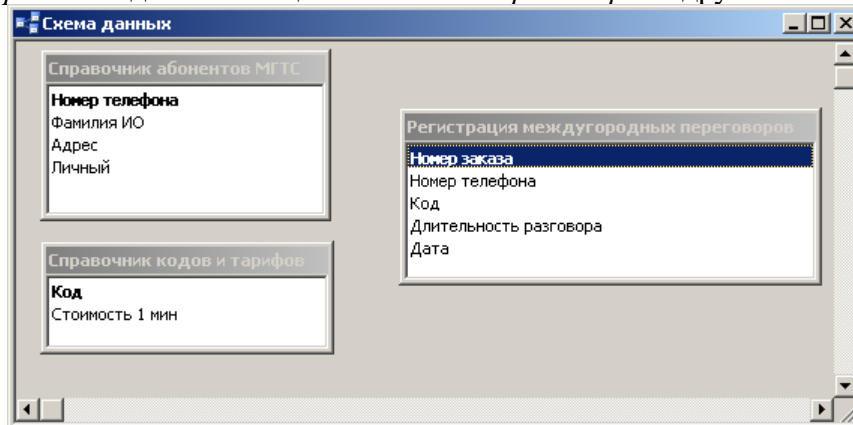 Схема данных
Справочник абонентов МГТС
Номер телефона
Фамилия ИО
Адрес
Личный
Регистрация междугородных переговоров
Номер заказа
Номер телефона
Код
Длительность разговора
Дата
Справочник кодов и тарифов
Код
Стоимость 1 мин